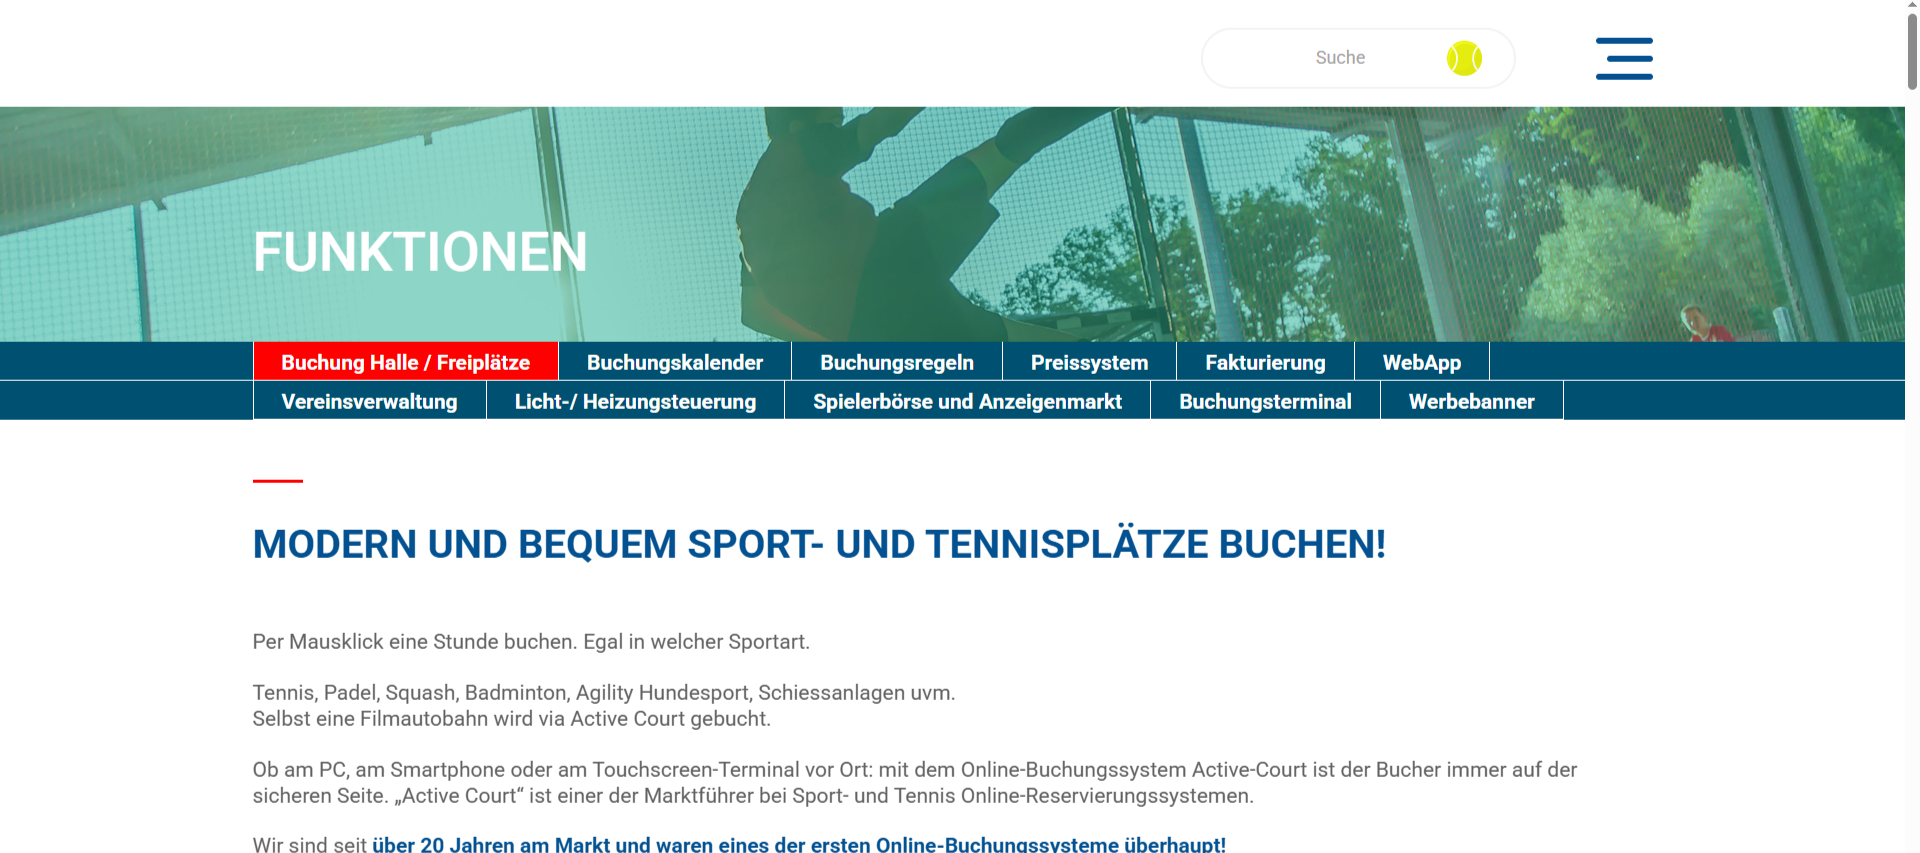 Suche
FUNKTIONEN
Buchung Halle / Freiplätze
Buchungskalender
Buchungsregeln
Preissystem
Fakturierung
WebApp
Vereinsverwaltung
Licht-/ Heizungsteuerung
Spielerbörse und Anzeigenmarkt
Buchungsterminal
Werbebanner
MODERN UND BEQUEM SPORT- UND TENNISPLÄTZE BUCHEN!
Per Mausklick eine Stunde buchen. Egal in welcher Sportart.
Tennis, Padel, Squash, Badminton, Agility Hundesport, Schiessanlagen uvm.
Selbst eine Filmautobahn wird via Active Court gebucht.
Ob am PC, am Smartphone oder am Touchscreen-Terminal vor Ort: mit dem Online-Buchungssystem Active-Court ist der Bucher immer auf der
sicheren Seite. „Active Court“ ist einer der Marktführer bei Sport- und Tennis Online-Reservierungssystemen.
Wir sind seit über 20 Jahren am Markt und waren eines der ersten Online-Buchungssysteme überhaupt!